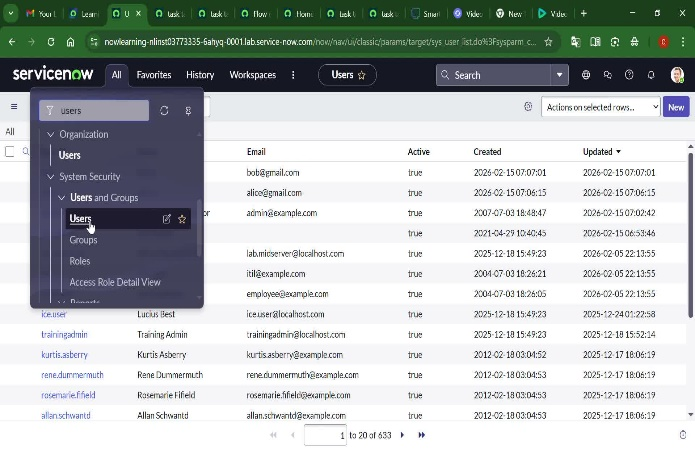 Your I
Learni
U
task t
task t
Flow r
Home
task t
task t
Smart
Video
New
Video
nowlearning-nlinst03773335-6ahyq-0001.lab.service-now.com/now/nav/ui/classic/params/target/sys_user_list.do%3Fsysparm_c...
servicenow All Favorites History Workspaces Users Search
users
Actions on selected rows... New
All
Organization
Users
System Security
Users and Groups
Users
Groups
Roles
Access Role Detail View
Reports
Email Active Created Updated
bob@gmail.com true 2026-02-15 07:07:01 2026-02-15 07:07:01
alice@gmail.com true 2026-02-15 07:06:15 2026-02-15 07:06:15
or admin@example.com true 2007-07-03 18:48:47 2026-02-15 07:02:42
true 2021-04-29 10:40:45 2026-02-15 06:53:46
lab.midserver@localhost.com true 2025-12-18 15:49:23 2026-02-05 22:13:55
itil@example.com true 2004-07-03 18:26:21 2026-02-05 22:13:55
employee@example.com true 2004-07-03 18:26:05 2026-02-05 22:13:55
ice.user Lucius Best ice.user@localhost.com true 2025-12-18 15:49:23 2025-12-24 01:22:58
trainingadmin Training Admin trainingadmin@localhost.com true 2025-12-18 15:49:23 2025-12-18 15:52:14
kurtis.asberry Kurtis Asberry kurtis.asberry@example.com true 2012-02-18 03:04:52 2025-12-17 18:06:19
rene.dummermuth Rene Dummermuth rene.dummermuth@example.com true 2012-02-18 03:04:53 2025-12-17 18:06:19
rosemarie.fifield Rosemarie Fifield rosemarie.fifield@example.com true 2012-02-18 03:04:53 2025-12-17 18:06:19
allan.schwantd Allan Schwantd allan.schwantd@example.com true 2012-02-18 03:04:53 2025-12-17 18:06:19
1 to 20 of 633